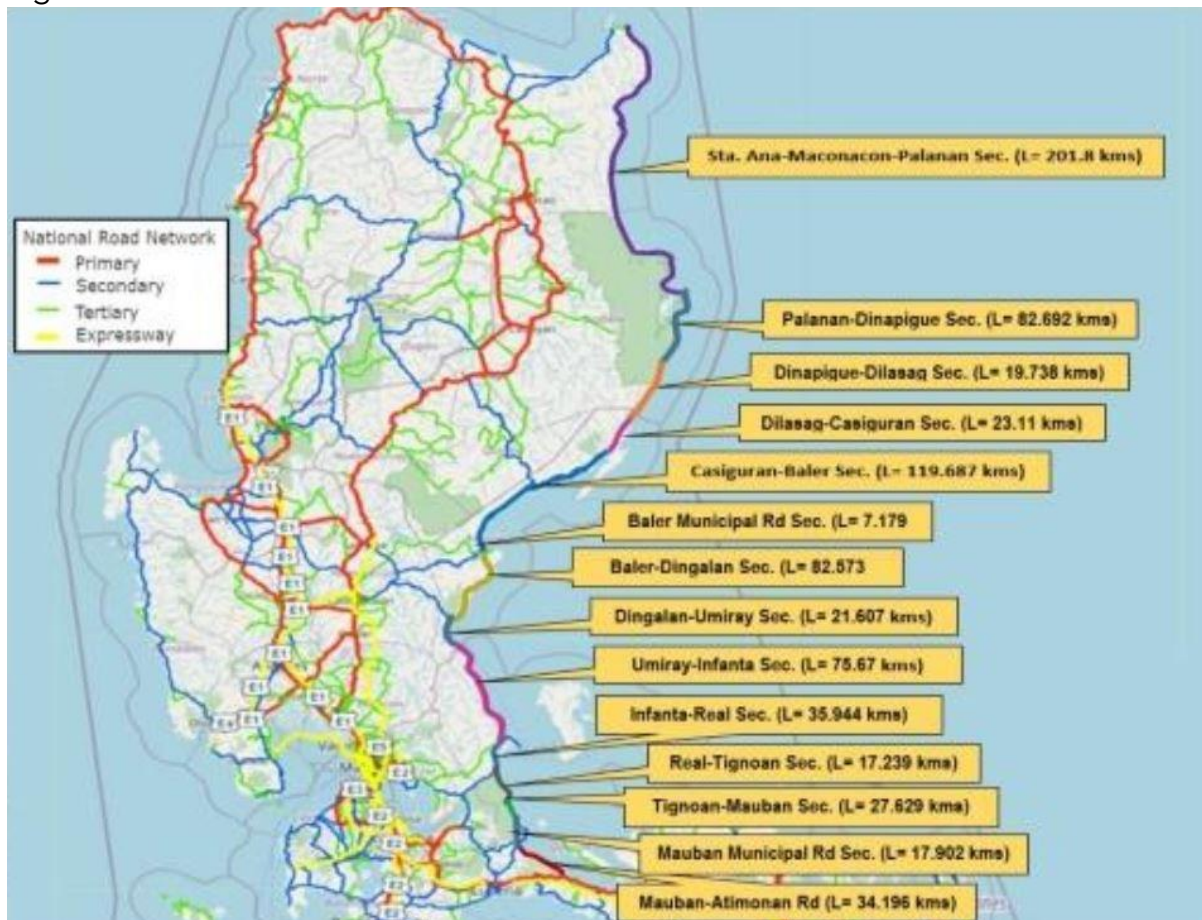 Sta. Ana-Maconacon-Palanan Sec. (L= 201.8 kms)
National Road Network
Primary
Secondary
Tertiary
Expressway
Palanan-Dinapigue Sec. (L= 82.692 kms)
Dinapigue-Dilasag Sec. (L= 19.738 kms)
Dilasag-Casiguran Sec. (L= 23.11 kms)
E1
Casiguran-Baler Sec. (L= 119.687 kms)
E1
Baler Municipal Rd Sec. (L= 7.179
E1
E1
Baler-Dingalan Sec. (L= 82.573
E1
E1
Dingalan-Umiray Sec. (L= 21.607 kms)
E1
Umiray-Infanta Sec. (L= 75.67 kms)
E1
E1
Infanta-Real Sec. (L= 35.944 kms)
E4
E1
E1
E5
Real-Tignoan Sec. (L= 17.239 kms)
E2
E3
Tignoan-Mauban Sec. (L= 27.629 kms)
E2
E2
Mauban Municipal Rd Sec. (L= 17.902 kms)
E2
Mauban-Atimonan Rd (L= 34.196 kms)
E2